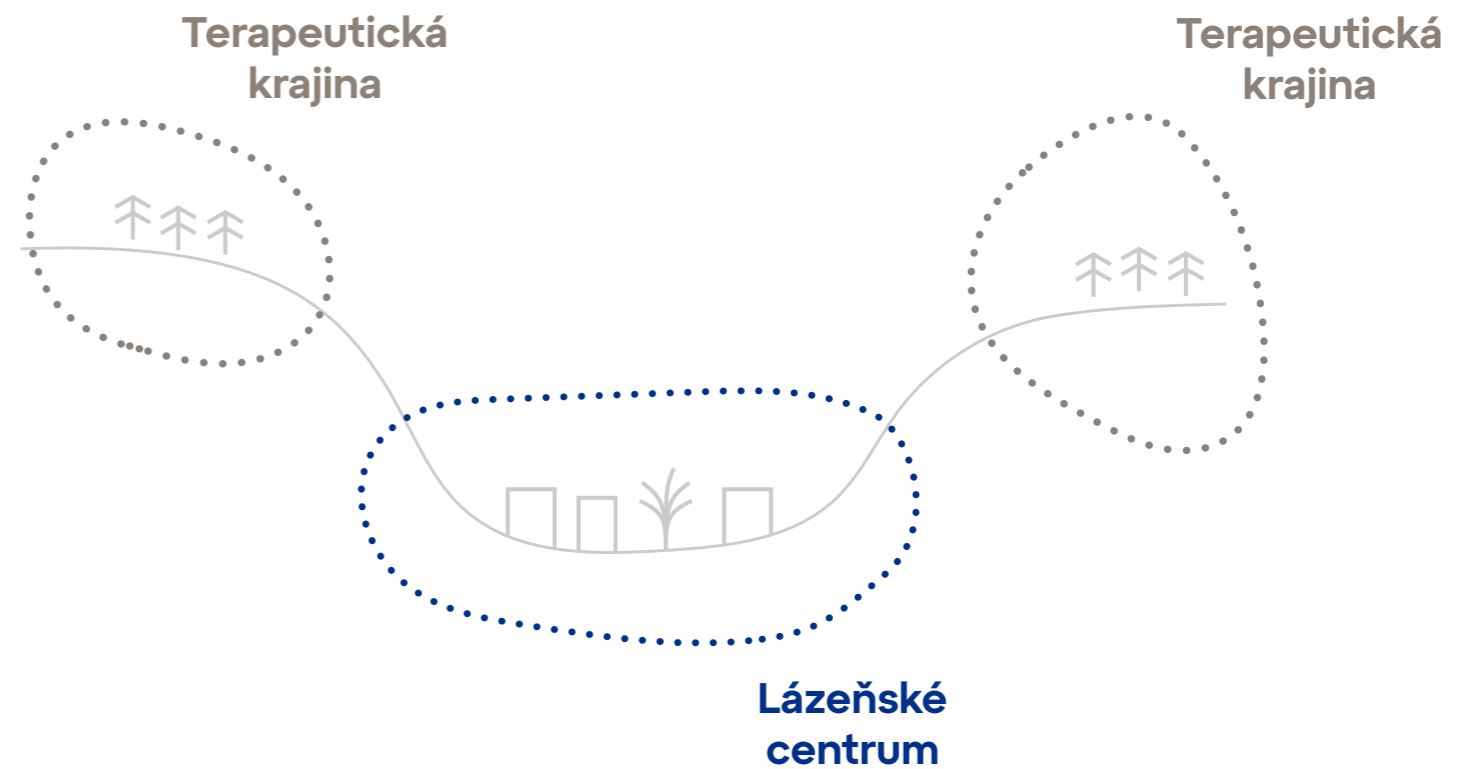 Terapeutická
krajina
Terapeutická
krajina
Lázeňské
centrum